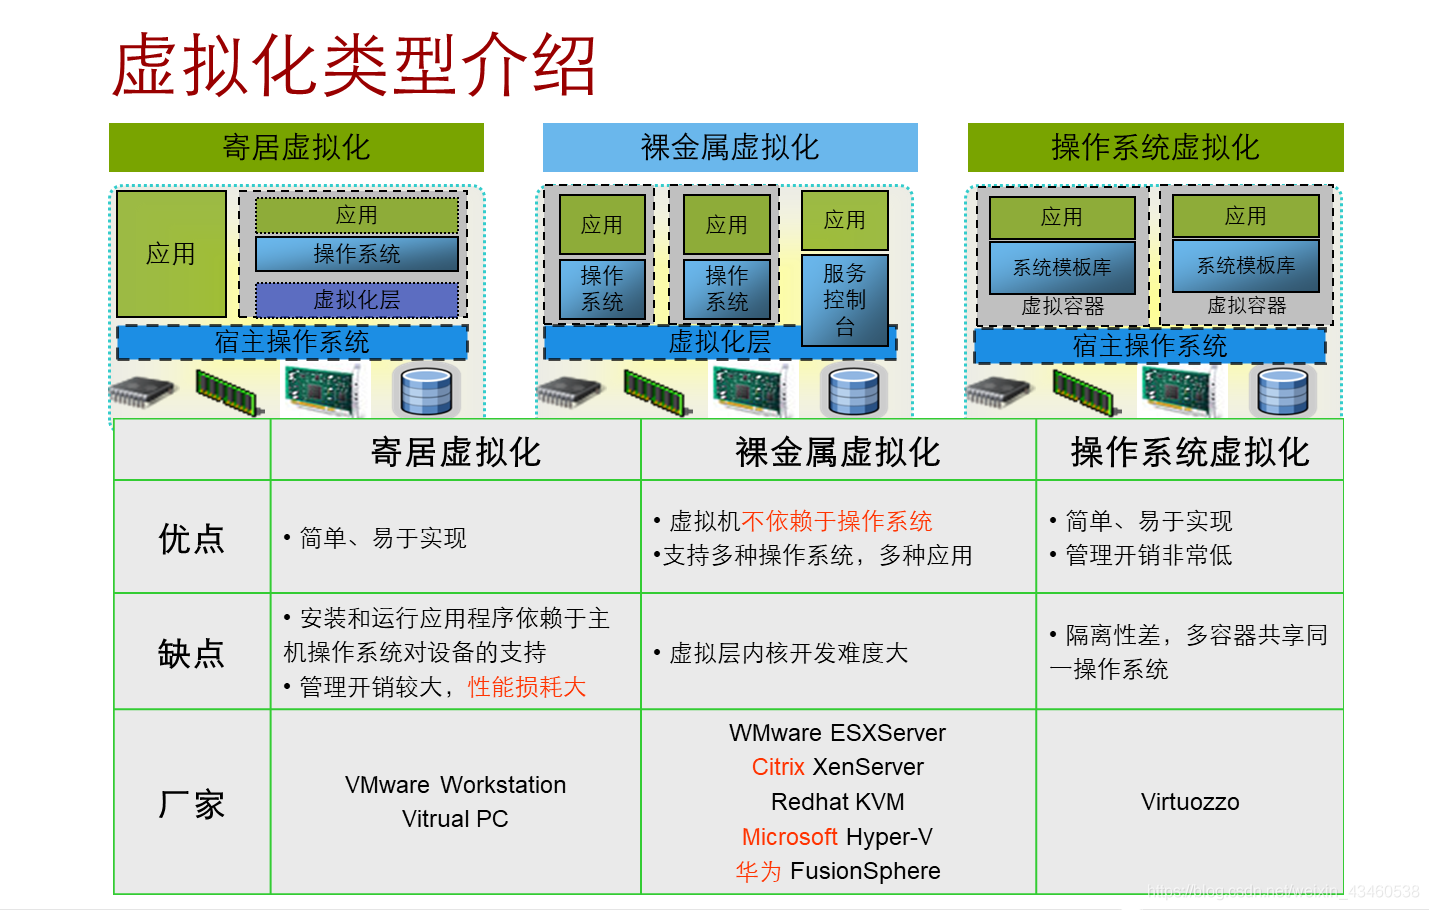 虚拟化类型介绍
寄居虚拟化
裸金属虚拟化
操作系统虚拟化
应用
应用
操作系统
虚拟化层
宿主操作系统
应用
操作
系统
应用
操作
系统
应用
服务
控制
台
虚拟化层
应用
系统模板库
虚拟容器
应用
系统模板库
虚拟容器
宿主操作系统
寄居虚拟化
裸金属虚拟化
操作系统虚拟化
优点
• 简单、易于实现
• 虚拟机不依赖于操作系统
•支持多种操作系统，多种应用
• 简单、易于实现
• 管理开销非常低
缺点
• 安装和运行应用程序依赖于主
机操作系统对设备的支持
• 管理开销较大，性能损耗大
• 虚拟层内核开发难度大
• 隔离性差，多容器共享同
一操作系统
厂家
VMware Workstation
Vitrual PC
WMware ESXServer
Citrix XenServer
Redhat KVM
Microsoft Hyper-V
华为 FusionSphere
Virtuozzo
https://blog.csdn.net/weixin_43460538